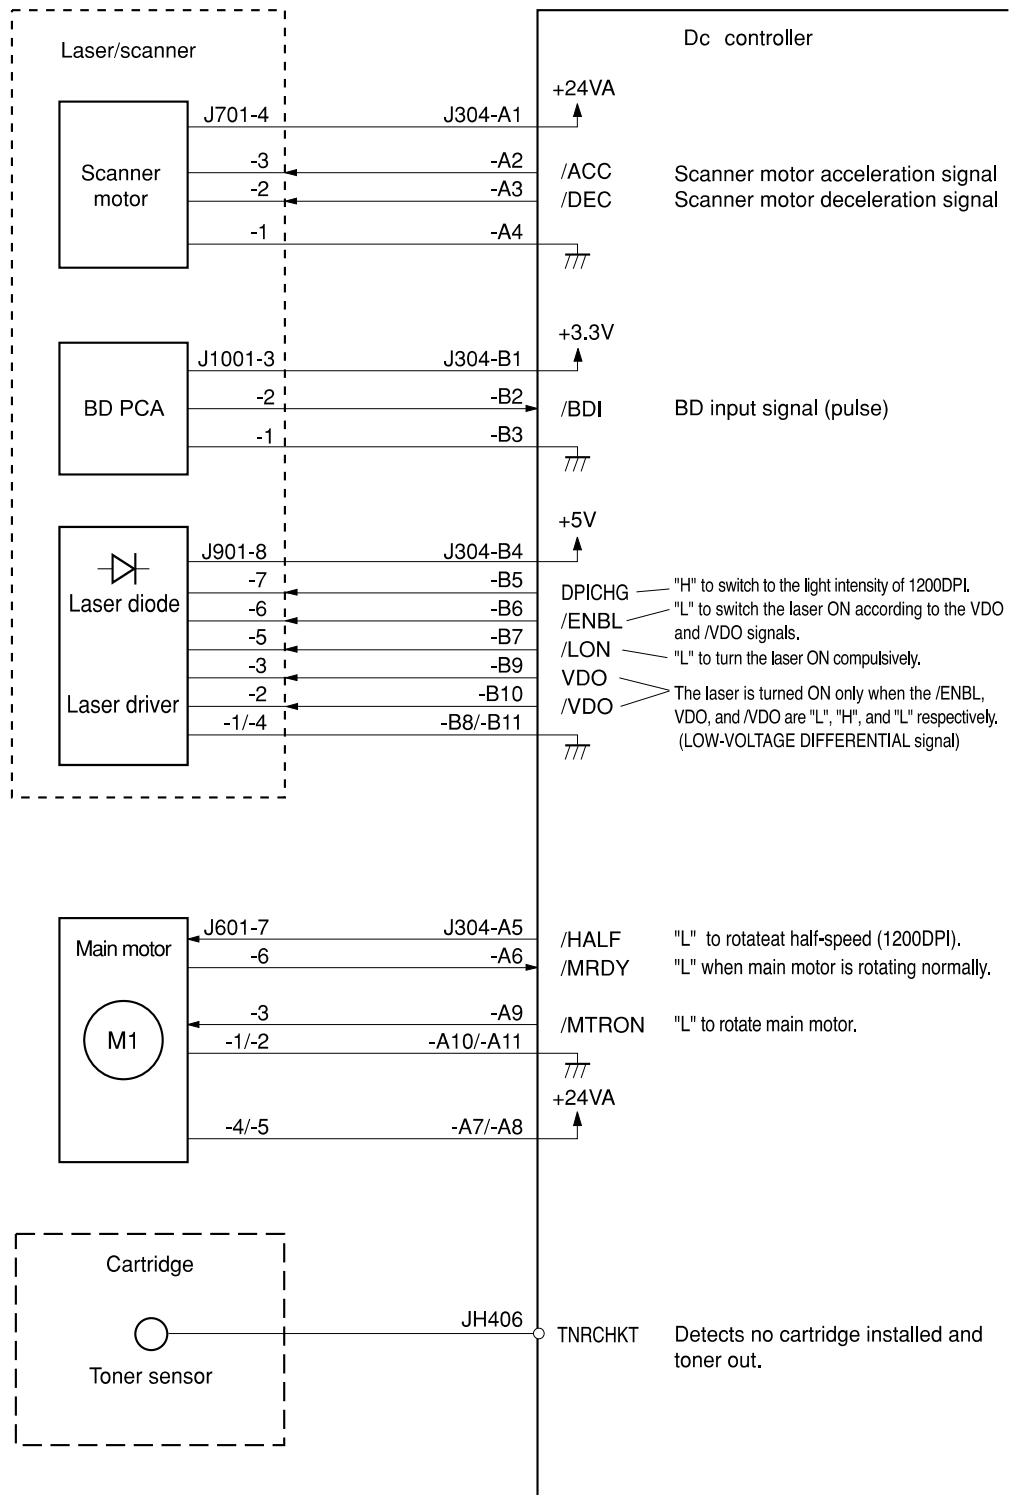 Laser/scanner
Dc controller
+24VA
J701-4 J304-A1
Scanner
motor
-3 -A2 /ACC Scanner motor acceleration signal
-2 -A3 /DEC Scanner motor deceleration signal
-1 -A4
+3.3V
J1001-3 J304-B1
BD PCA
-2 -B2 /BDI BD input signal (pulse)
-1 -B3
+5V
J901-8 J304-B4
Laser diode
-7 -B5 DPICHG "H" to switch to the light intensity of 1200DPI.
-6 -B6 /ENBL "L" to switch the laser ON according to the VDO
and /VDO signals.
-5 -B7 /LON "L" to turn the laser ON compulsively.
-3 -B9 VDO
Laser driver
-2 -B10 /VDO The laser is turned ON only when the /ENBL,
VDO, and /VDO are "L", "H", and "L" respectively.
(LOW-VOLTAGE DIFFERENTIAL signal)
-1/-4 -B8/-B11
Main motor
M1
J601-7 J304-A5 /HALF "L" to rotateat half-speed (1200DPI).
-6 -A6 /MRDY "L" when main motor is rotating normally.
-3 -A9 /MTRON "L" to rotate main motor.
-1/-2 -A10/-A11
+24VA
-4/-5 -A7/-A8
Cartridge
Toner sensor
JH406 TNRCHKT Detects no cartridge installed and
toner out.